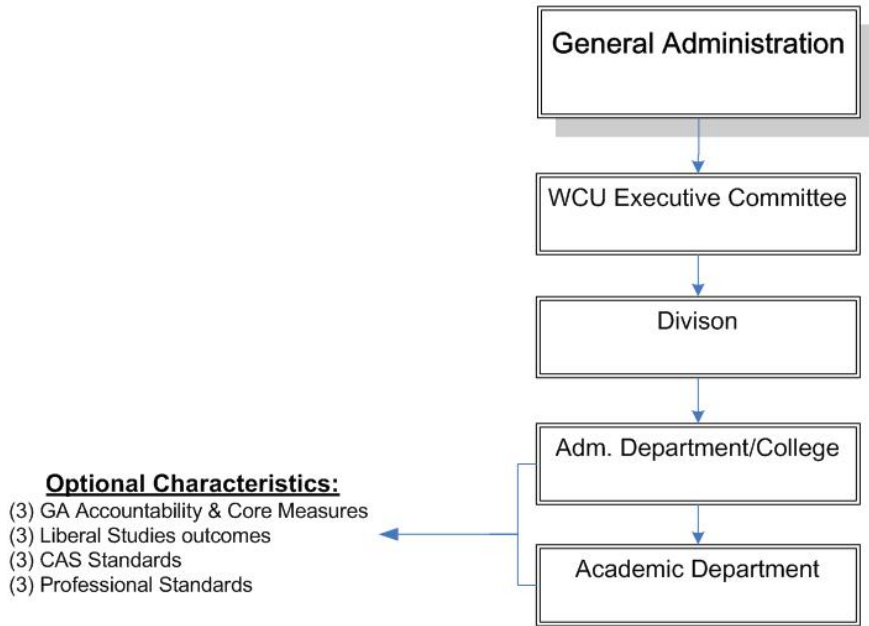 General Administration
WCU Executive Committee
Divison
Adm. Department/College
Optional Characteristics:
(3) GA Accountability & Core Measures
(3) Liberal Studies outcomes
(3) CAS Standards
(3) Professional Standards
Academic Department